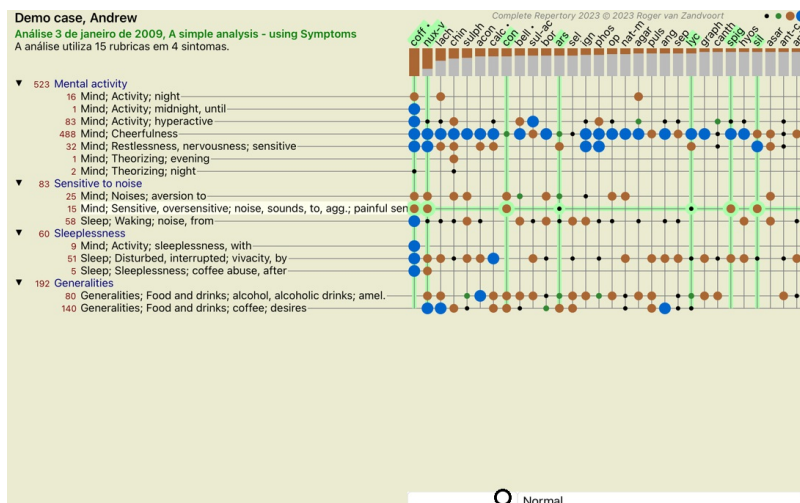 Demo case, Andrew
Complete Repertory 2023 © 2023 Roger van Zandvoort
Análise 3 de janeiro de 2009, A simple analysis - using Symptoms
A análise utiliza 15 rubricas em 4 sintomas.
coff nux-v lach chin sulph acon calc con bell sul-ac bor ars sel ign phos op nat-m agar puls ang sep lyc graph canth spig hyos sil asar ant-c
523 Mental activity
16 Mind; Activity; night
1 Mind; Activity; midnight, until
83 Mind; Activity; hyperactive
488 Mind; Cheerfulness
32 Mind; Restlessness, nervousness; sensitive
1 Mind; Theorizing; evening
2 Mind; Theorizing; night
83 Sensitive to noise
25 Mind; Noises; aversion to
15 Mind; Sensitive, oversensitive; noise, sounds, to, agg.; painful sen
58 Sleep; Waking; noise, from
60 Sleeplessness
9 Mind; Activity; sleeplessness, with
51 Sleep; Disturbed, interrupted; vivacity, by
5 Sleep; Sleeplessness; coffee abuse, after
192 Generalities
80 Generalities; Food and drinks; alcohol, alcoholic drinks; amel.
140 Generalities; Food and drinks; coffee; desires
Normal